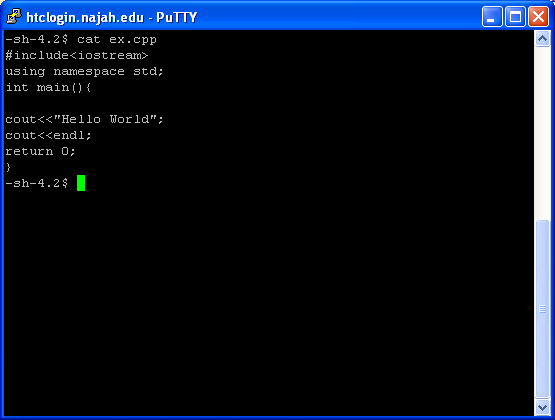 htclogin.najah.edu - PuTTY
-sh-4.2$ cat ex.cpp
#include<iostream>
using namespace std;
int main(){
cout<<"Hello World";
cout<<endl;
return 0;
}
-sh-4.2$